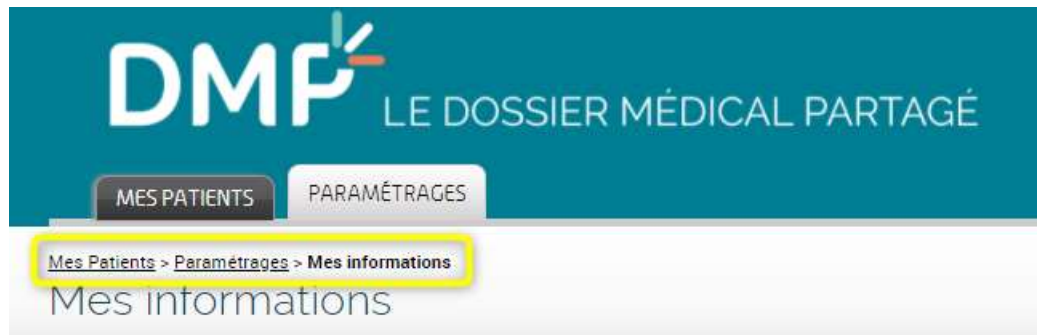 DMP
LE DOSSIER MÉDICAL PARTAGÉ
MES PATIENTS
PARAMÉTRAGES
Mes Patients > Paramétrages > Mes informations
Mes informations